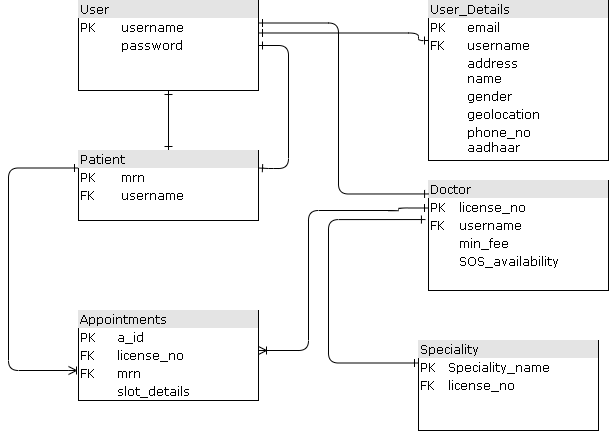 User
PK username
password
User_Details
PK email
FK username
address
name
gender
geolocation
phone_no
aadhaar
Patient
PK mrn
FK username
Doctor
PK license_no
FK username
min_fee
SOS_availability
Appointments
PK a_id
FK license_no
FK mrn
slot_details
Speciality
PK Speciality_name
FK license_no